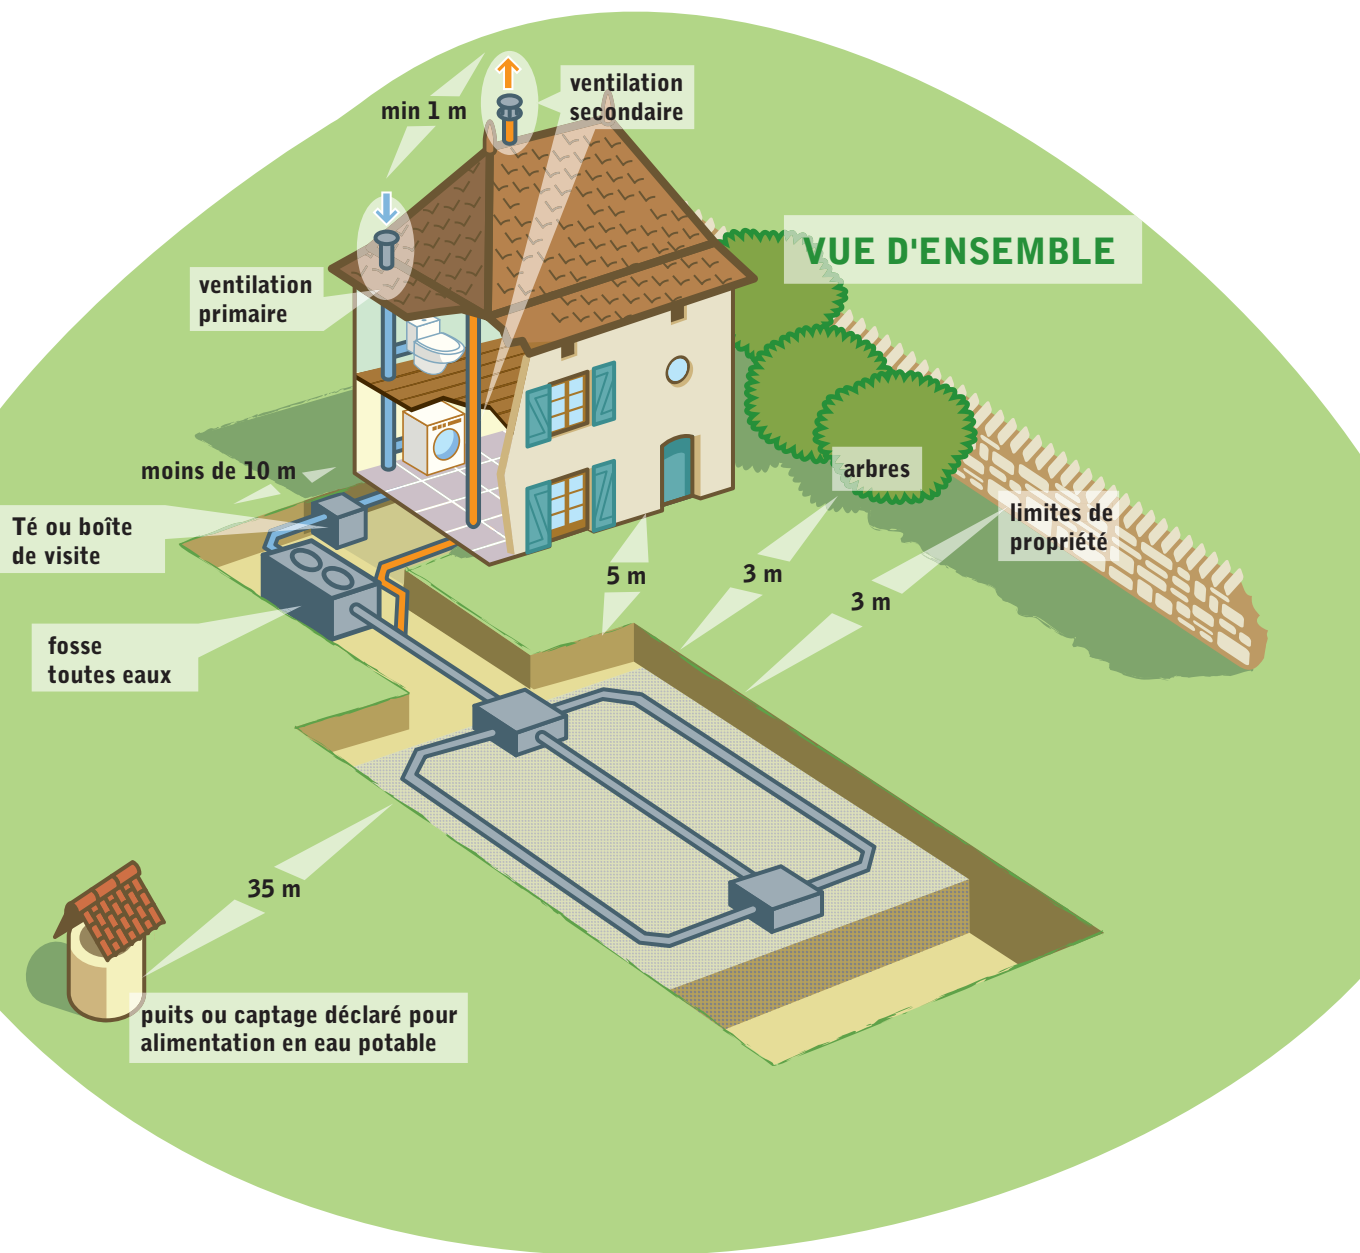 ventilation
secondaire
min 1 m
VUE D'ENSEMBLE
ventilation
primaire
moins de 10 m
arbres
Té ou boîte
de visite
limites de
propriété
5 m
3 m
3 m
fosse
toutes eaux
35 m
puits ou captage déclaré pour
alimentation en eau potable